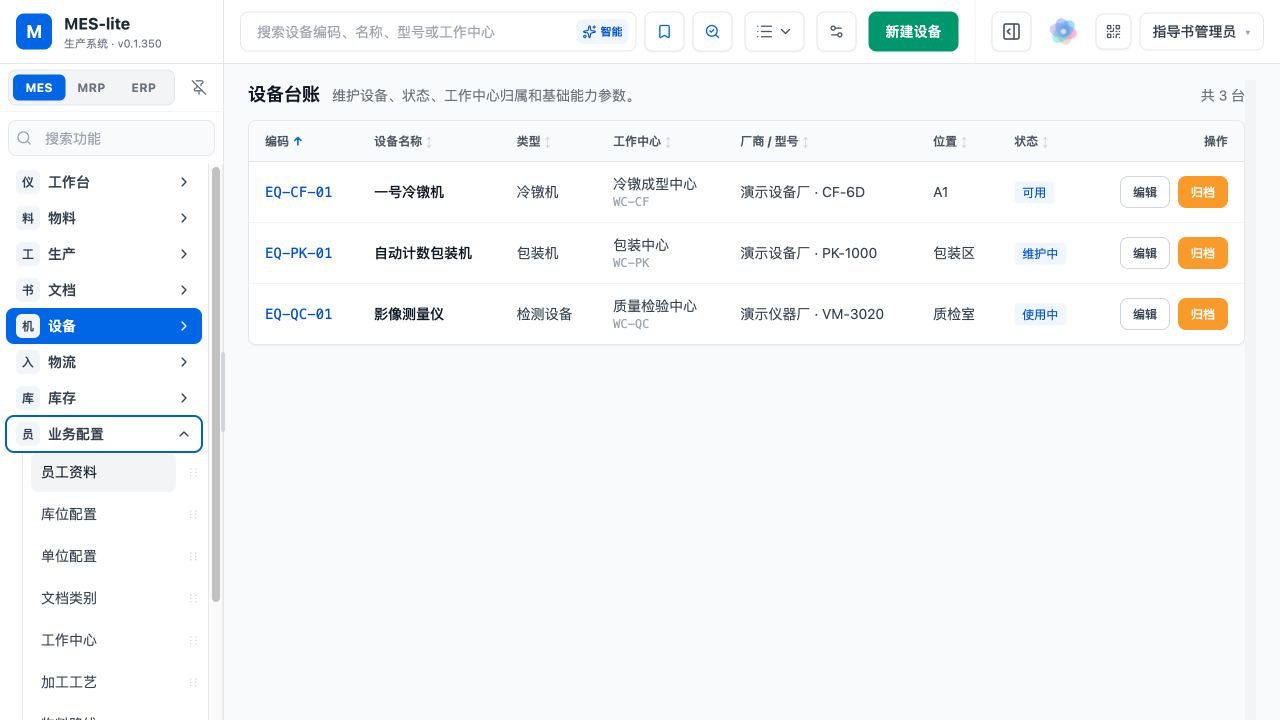 M
MES-lite
生产系统 · v0.1.350
搜索设备编码、名称、型号或工作中心
智能
新建设备
指导书管理员
MES
MRP
ERP
搜索功能
仪 工作台
料 物料
工 生产
书 文档
机 设备
入 物流
库 库存
员 业务配置
员工资料
库位配置
单位配置
文档类别
工作中心
加工工艺
设备台账 维护设备、状态、工作中心归属和基础能力参数。
共 3 台
编码 设备名称 类型 工作中心 厂商 / 型号 位置 状态 操作
EQ-CF-01 一号冷镦机 冷镦机 冷镦成型中心 WC-CF 演示设备厂 · CF-6D A1 可用 编辑 归档
EQ-PK-01 自动计数包装机 包装机 包装中心 WC-PK 演示设备厂 · PK-1000 包装区 维护中 编辑 归档
EQ-QC-01 影像测量仪 检测设备 质量检验中心 WC-QC 演示仪器厂 · VM-3020 质检室 使用中 编辑 归档